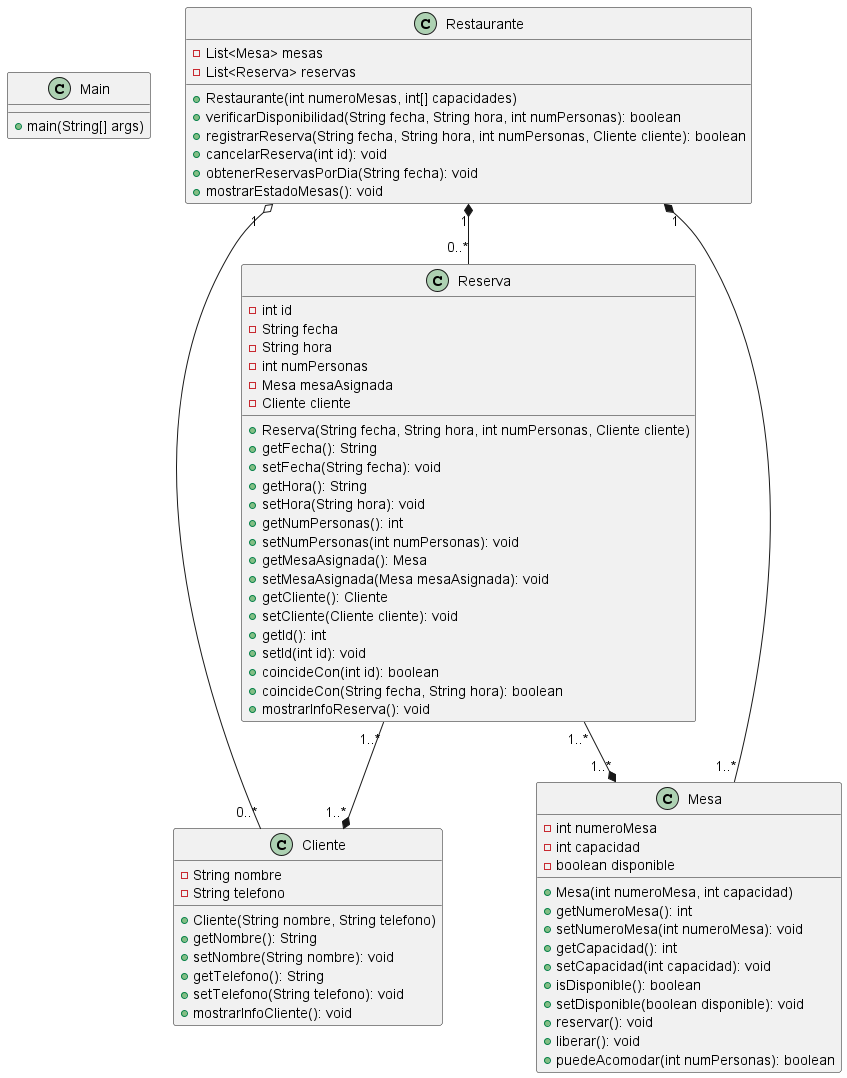 C Restaurante
List<Mesa> mesas
List<Reserva> reservas
Restaurante(int numeroMesas, int[] capacidades)
verificarDisponibilidad(String fecha, String hora, int numPersonas): boolean
registrarReserva(String fecha, String hora, int numPersonas, Cliente cliente): boolean
cancelarReserva(int id): void
obtenerReservasPorDia(String fecha): void
mostrarEstadoMesas(): void
C Main
main(String[] args)
1
1
1
0..*
C Reserva
int id
String fecha
String hora
int numPersonas
Mesa mesaAsignada
Cliente cliente
Reserva(String fecha, String hora, int numPersonas, Cliente cliente)
getFecha(): String
setFecha(String fecha): void
getHora(): String
setHora(String hora): void
getNumPersonas(): int
setNumPersonas(int numPersonas): void
getMesaAsignada(): Mesa
setMesaAsignada(Mesa mesaAsignada): void
getCliente(): Cliente
setCliente(Cliente cliente): void
getId(): int
setId(int id): void
coincideCon(int id): boolean
coincideCon(String fecha, String hora): boolean
mostrarInfoReserva(): void
1..*
1..*
1..*
1..*
0..*
1..*
C Cliente
String nombre
String telefono
Cliente(String nombre, String telefono)
getNombre(): String
setNombre(String nombre): void
getTelefono(): String
setTelefono(String telefono): void
mostrarInfoCliente(): void
C Mesa
int numeroMesa
int capacidad
boolean disponible
Mesa(int numeroMesa, int capacidad)
getNumeroMesa(): int
setNumeroMesa(int numeroMesa): void
getCapacidad(): int
setCapacidad(int capacidad): void
isDisponible(): boolean
setDisponible(boolean disponible): void
reservar(): void
liberar(): void
puedeAcomodar(int numPersonas): boolean